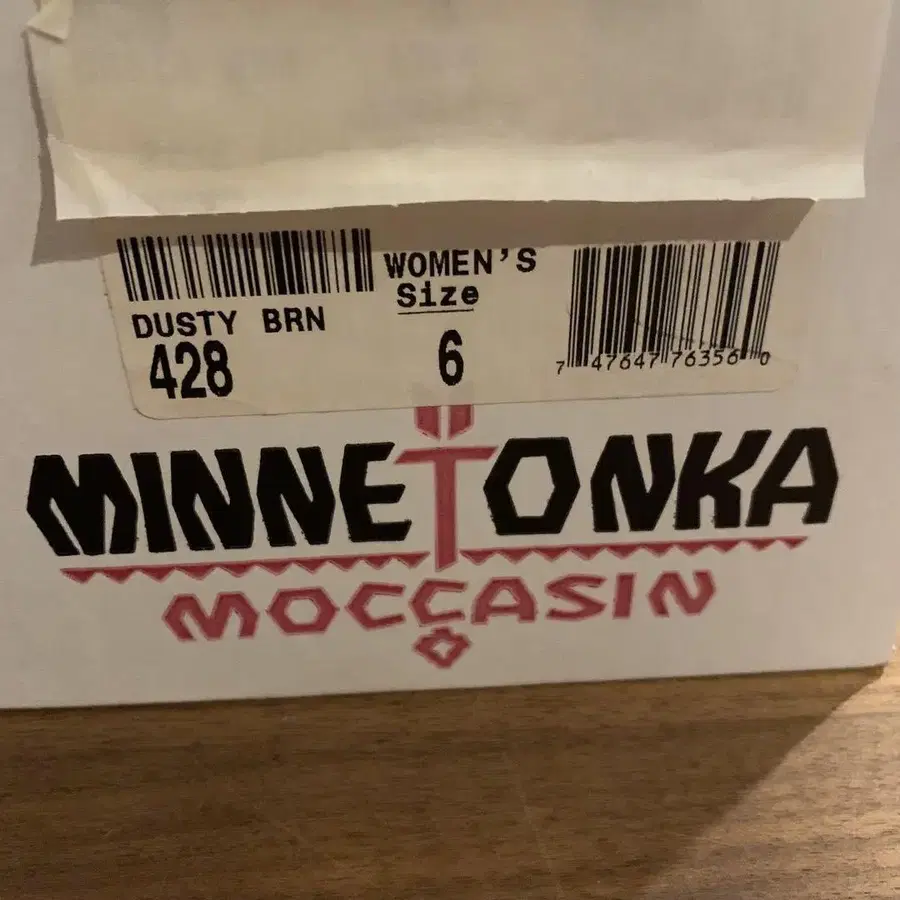 WOMEN'S
Size
DUSTY BRN
428
6
7 47647 76356 0
MINNETONKA
MOCCASIN